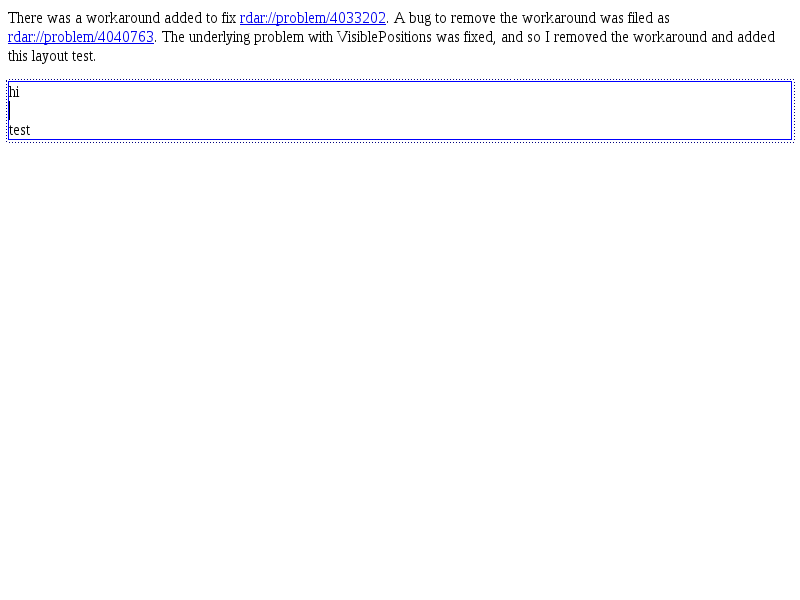 There was a workaround added to fix rdar://problem/4033202. A bug to remove the workaround was filed as
rdar://problem/4040763. The underlying problem with VisiblePositions was fixed, and so I removed the workaround and added
this layout test.
hi
test